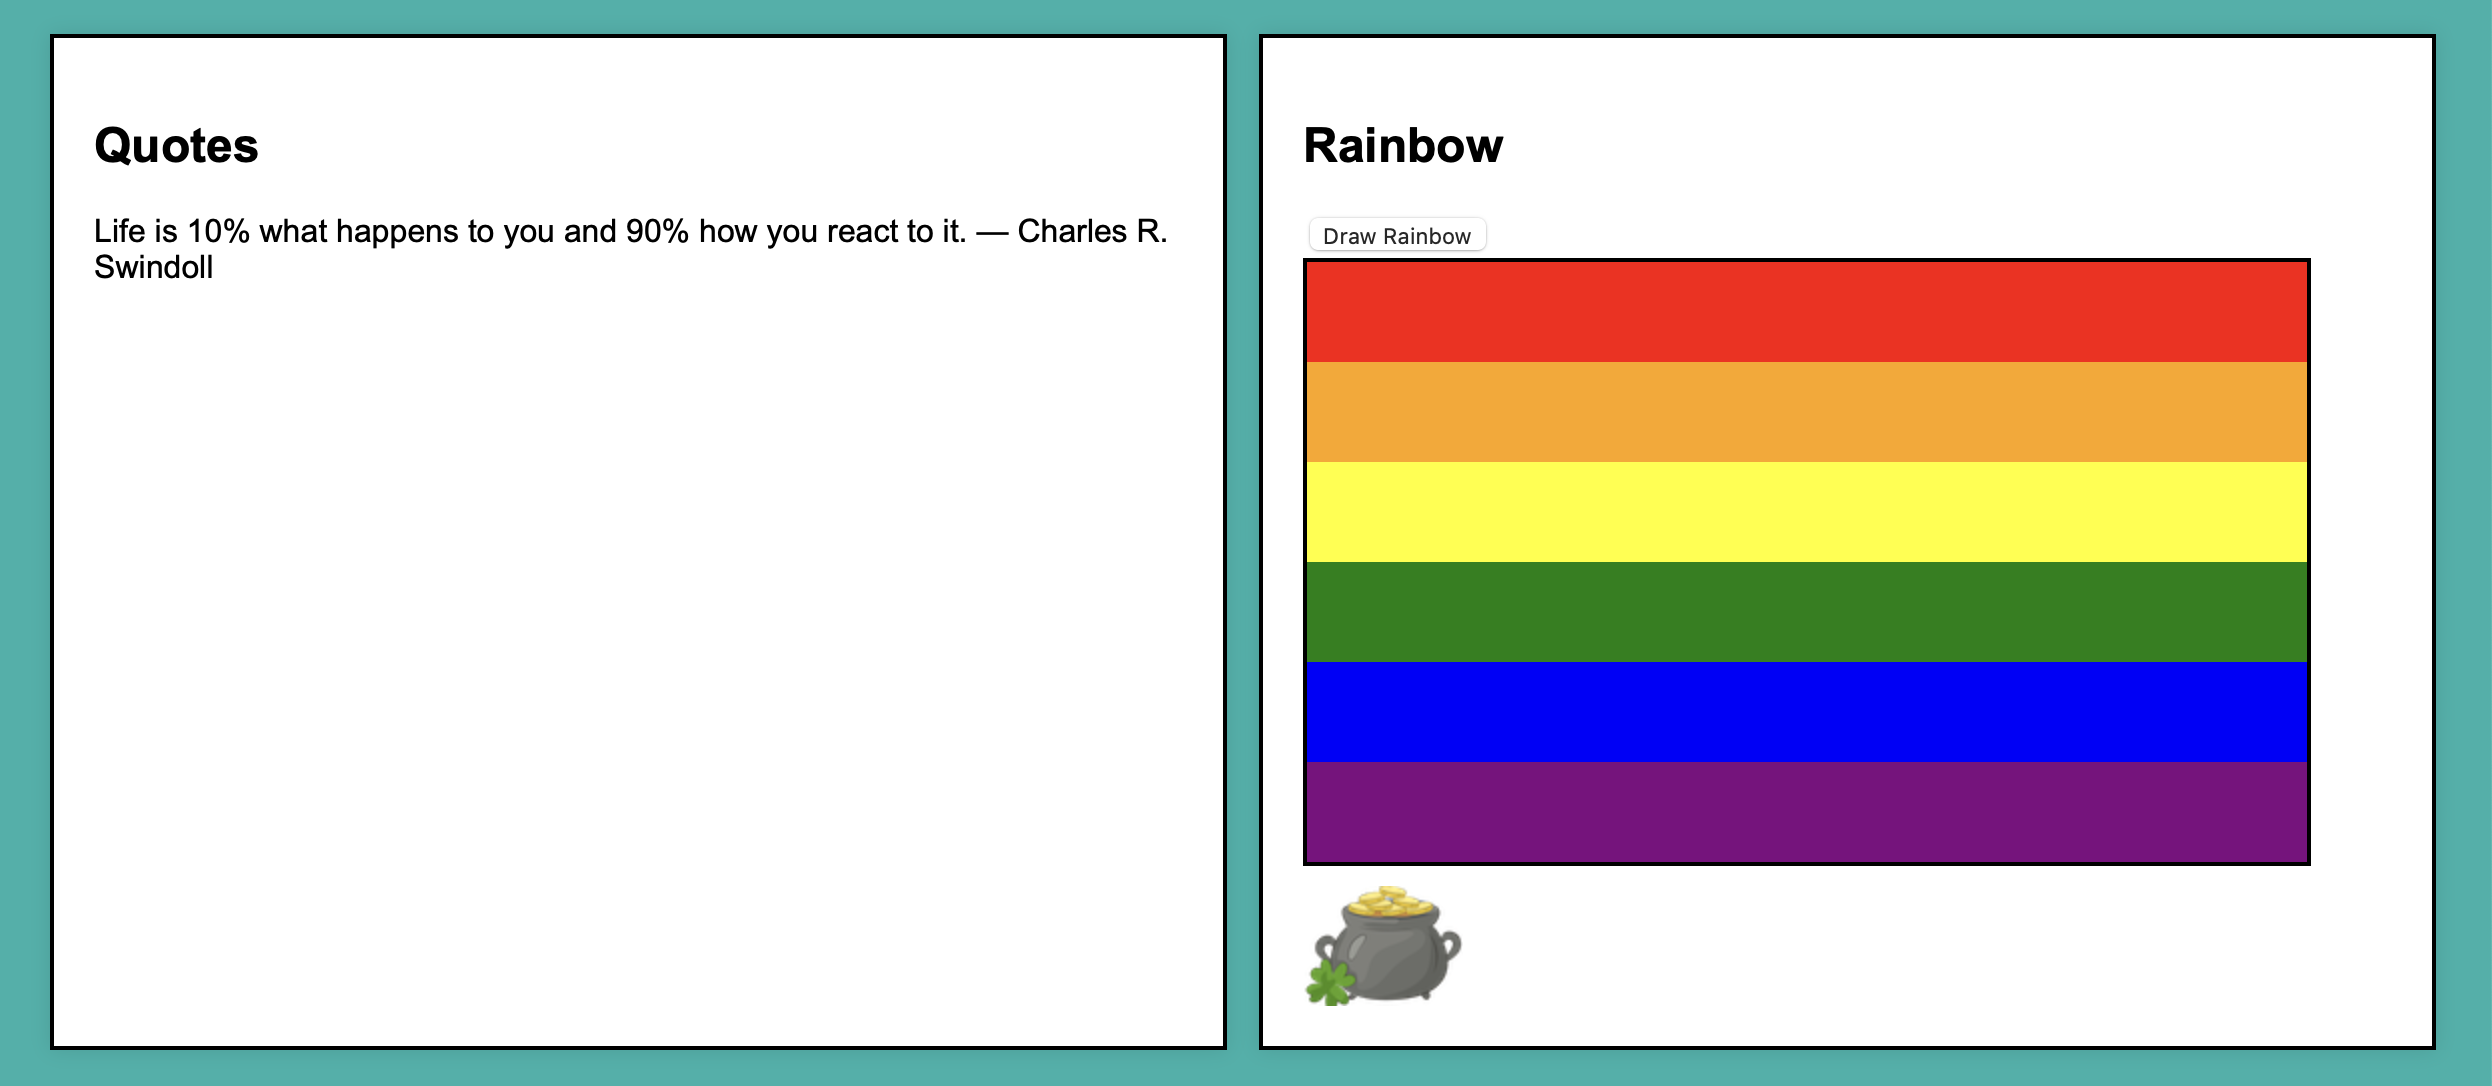 Quotes
Life is 10% what happens to you and 90% how you react to it. — Charles R.
Swindoll
Rainbow
Draw Rainbow